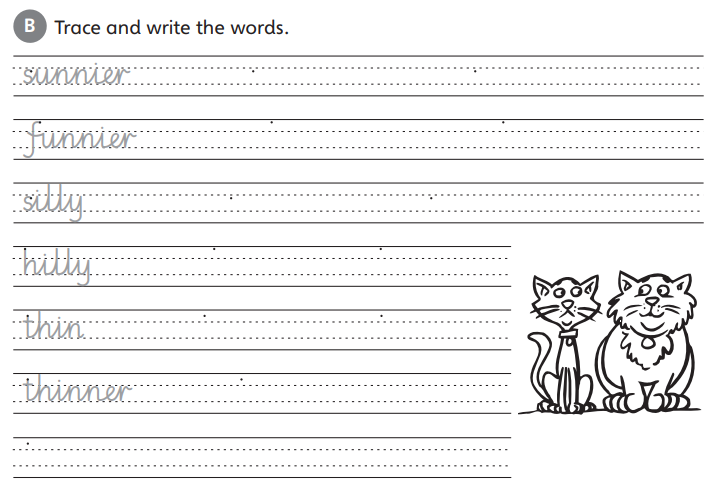 B Trace and write the words.
sunnier
funnier
silly
hilly
thin
thinner